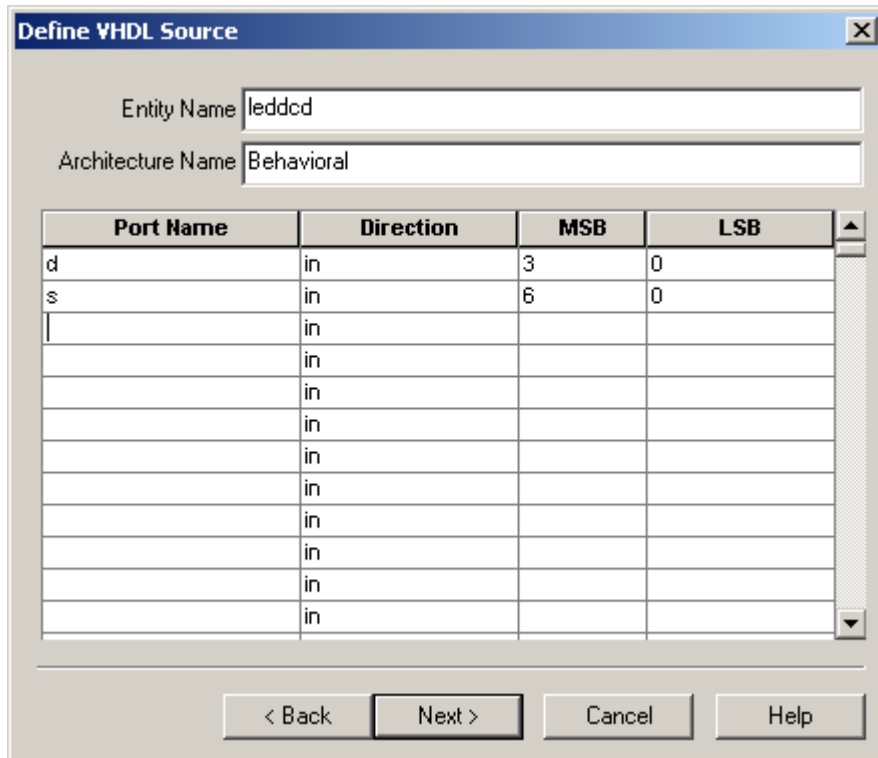 Define VHDL Source
Entity Name leddcd
Architecture Name Behavioral
Port Name Direction MSB LSB
d in 3 0
s in 6 0
in
in
in
in
in
in
in
in
in
in
< Back Next > Cancel Help